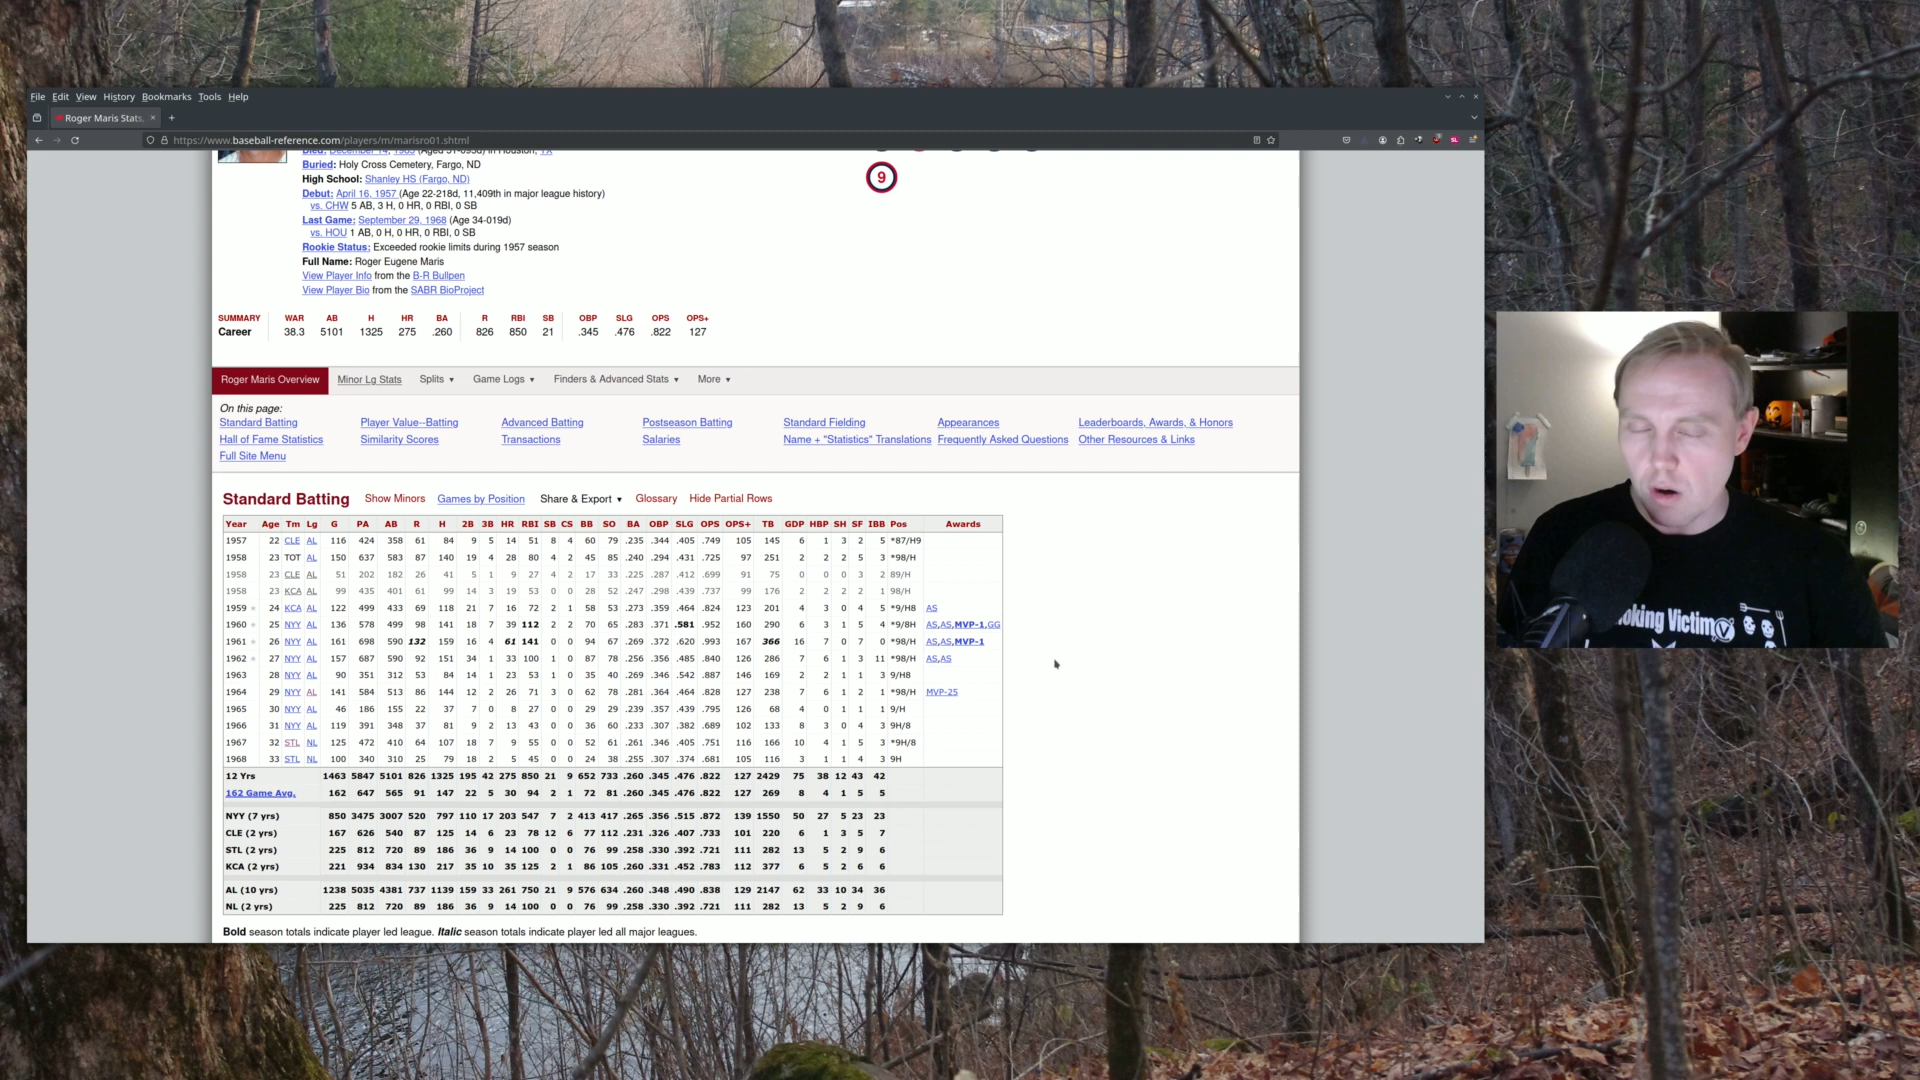 File Edit View History Bookmarks Tools Help
Roger Maris Stats,
https://www.baseball-reference.com/players/m/marisro01.shtml
Died: December 14, 1985 (Aged 51-095d) in Houston, TX
Buried: Holy Cross Cemetery, Fargo, ND
9
High School: Shanley HS (Fargo, ND)
Debut: April 16, 1957 (Age 22-218d, 11,409th in major league history)
vs. CHW 5 AB, 3 H, 0 HR, 0 RBI, 0 SB
Last Game: September 29, 1968 (Age 34-019d)
vs. HOU 1 AB, 0 H, 0 HR, 0 RBI, 0 SB
Rookie Status: Exceeded rookie limits during 1957 season
Full Name: Roger Eugene Maris
View Player Info from the B-R Bullpen
View Player Bio from the SABR BioProject
SUMMARY WAR AB H HR BA R RBI SB OBP SLG OPS OPS+
Career 38.3 5101 1325 275 .260 826 850 21 .345 .476 .822 127
Roger Maris Overview Minor Lg Stats Splits Game Logs Finders & Advanced Stats More
On this page:
Standard Batting Player Value--Batting Advanced Batting Postseason Batting Standard Fielding Appearances Leaderboards, Awards, & Honors
Hall of Fame Statistics Similarity Scores Transactions Salaries Name + "Statistics" Translations Frequently Asked Questions Other Resources & Links
Full Site Menu
Standard Batting Show Minors Games by Position Share & Export Glossary Hide Partial Rows
Year Age Tm Lg G PA AB R H 2B 3B HR RBI SB CS BB SO BA OBP SLG OPS OPS+ TB GDP HBP SH SF IBB Pos Awards
1957 22 CLE AL 116 424 358 61 84 9 5 14 51 8 4 60 79 .235 .344 .405 .749 105 145 6 1 3 2 5 *87/H9
1958 23 TOT AL 150 637 583 87 140 19 4 28 80 4 2 45 85 .240 .294 .431 .725 97 251 2 2 2 5 3 *98/H
1958 23 CLE AL 51 202 182 26 41 5 1 9 27 4 2 17 33 .225 .287 .412 .699 91 75 0 0 0 3 2 89/H
1958 23 KCA AL 99 435 401 61 99 14 3 19 53 0 0 28 52 .247 .298 .439 .737 99 176 2 2 2 2 1 98/H
1959 24 KCA AL 122 499 433 69 118 21 7 16 72 2 1 58 53 .273 .359 .464 .824 123 201 4 3 0 4 5 *9/H8 AS
1960 25 NYY AL 136 578 499 98 141 18 7 39 112 2 2 70 65 .283 .371 .581 .952 160 290 6 3 1 5 4 *9/8H AS,AS,MVP-1,GG
1961 26 NYY AL 161 698 590 132 159 16 4 61 141 0 0 94 67 .269 .372 .620 .993 167 366 16 7 0 7 0 *98/H AS,AS,MVP-1
1962 27 NYY AL 157 687 590 92 151 34 1 33 100 1 0 87 78 .256 .356 .485 .840 126 286 7 6 1 3 11 *98/H AS,AS
1963 28 NYY AL 90 351 312 53 84 14 1 23 53 1 0 35 40 .269 .346 .542 .887 146 169 2 2 1 1 3 9/H8
1964 29 NYY AL 141 584 513 86 144 12 2 26 71 3 0 62 78 .281 .364 .464 .828 127 238 7 6 1 2 1 *98/H MVP-25
1965 30 NYY AL 46 186 155 22 37 7 0 8 27 0 0 29 29 .239 .357 .439 .795 126 68 4 0 1 1 1 9/H
1966 31 NYY AL 119 391 348 37 81 9 2 13 43 0 0 36 60 .233 .307 .382 .689 102 133 8 3 0 4 3 9H/8
1967 32 STL NL 125 472 410 64 107 18 7 9 55 0 0 52 61 .261 .346 .405 .751 116 166 10 4 1 5 3 *9H/8
1968 33 STL NL 100 340 310 25 79 18 2 5 45 0 0 24 38 .255 .307 .374 .681 105 116 3 1 1 4 3 9H
12 Yrs 1463 5847 5101 826 1325 195 42 275 850 21 9 652 733 .260 .345 .476 .822 127 2429 75 38 12 43 42
162 Game Avg. 162 647 565 91 147 22 5 30 94 2 1 72 81 .260 .345 .476 .822 127 269 8 4 1 5 5
NYY (7 yrs) 850 3475 3007 520 797 110 17 203 547 7 2 413 417 .265 .356 .515 .872 139 1550 50 27 5 23 23
CLE (2 yrs) 167 626 540 87 125 14 6 23 78 12 6 77 112 .231 .326 .407 .733 101 220 6 1 3 5 7
STL (2 yrs) 225 812 720 89 186 36 9 14 100 0 0 76 99 .258 .330 .392 .721 111 282 13 5 2 9 6
KCA (2 yrs) 221 934 834 130 217 35 10 35 125 2 1 86 105 .260 .331 .452 .783 112 377 6 5 2 6 6
AL (10 yrs) 1238 5035 4381 737 1139 159 33 261 750 21 9 576 634 .260 .348 .490 .838 129 2147 62 33 10 34 36
NL (2 yrs) 225 812 720 89 186 36 9 14 100 0 0 76 99 .258 .330 .392 .721 111 282 13 5 2 9 6
Bold season totals indicate player led league. Italic season totals indicate player led all major leagues.
Victim